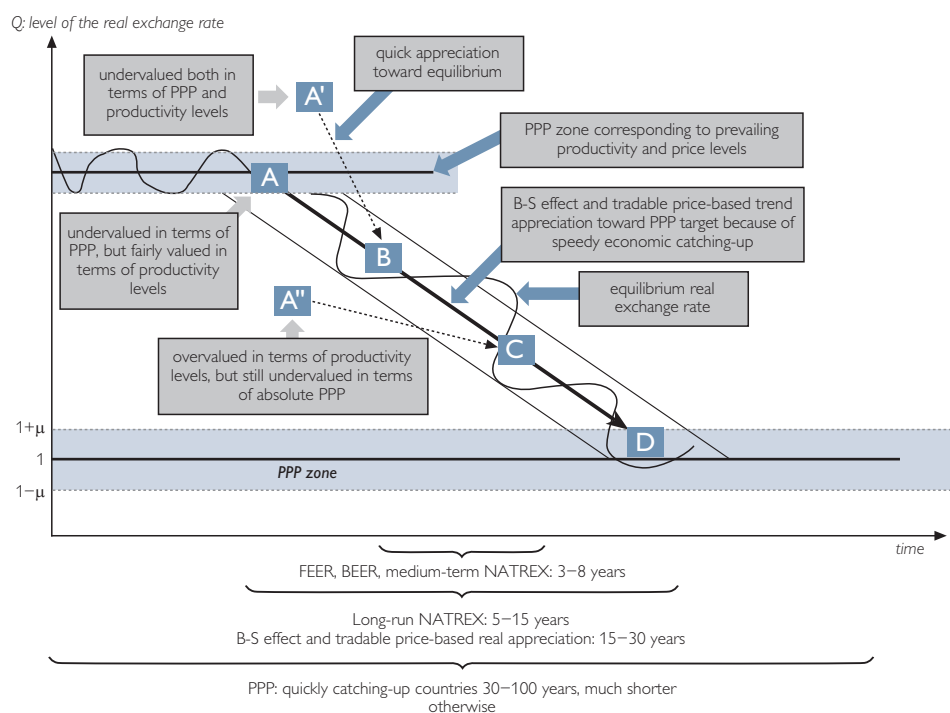 Q: level of the real exchange rate
quick appreciation
toward equilibrium
undervalued both in
terms of PPP and
productivity levels
A'
PPP zone corresponding to prevailing
productivity and price levels
A
B-S effect and tradable price-based trend
appreciation toward PPP target because of
speedy economic catching-up
undervalued in terms of
PPP, but fairly valued in
terms of productivity
levels
B
equilibrium real
exchange rate
A"
C
overvalued in terms of productivity
levels, but still undervalued in terms
of absolute PPP
1+μ
D
1
PPP zone
1−μ
time
FEER, BEER, medium-term NATREX: 3−8 years
Long-run NATREX: 5−15 years
B-S effect and tradable price-based real appreciation: 15−30 years
PPP: quickly catching-up countries 30−100 years, much shorter
otherwise